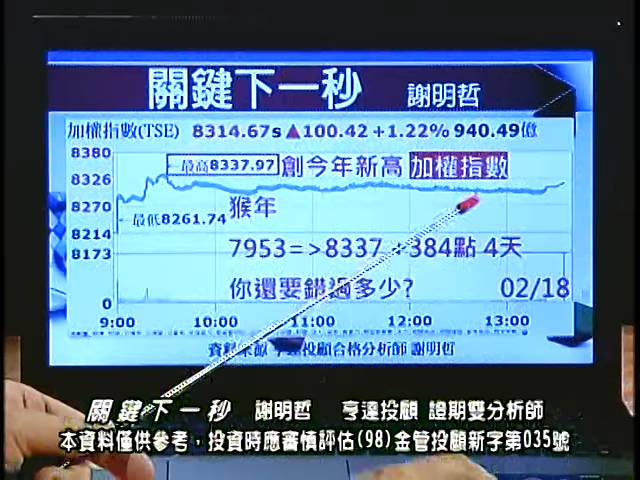 關鍵下一秒 謝明哲
加權指數(TSE) 8314.67s ▲100.42 +1.22% 940.49億
8380
8326
8270
8214
8173
0
最高8337.97 創今年新高 加權指數
最低8261.74
猴年
7953=>8337 +384點 4天
你還要錯過多少? 02/18
9:00 10:00 11:00 12:00 13:00
資料來源 亨達投顧合格分析師 謝明哲
關鍵下一秒 謝明哲 亨達投顧 證期雙分析師
本資料僅供參考，投資時應審慎評估(98)金管投顧新字第035號